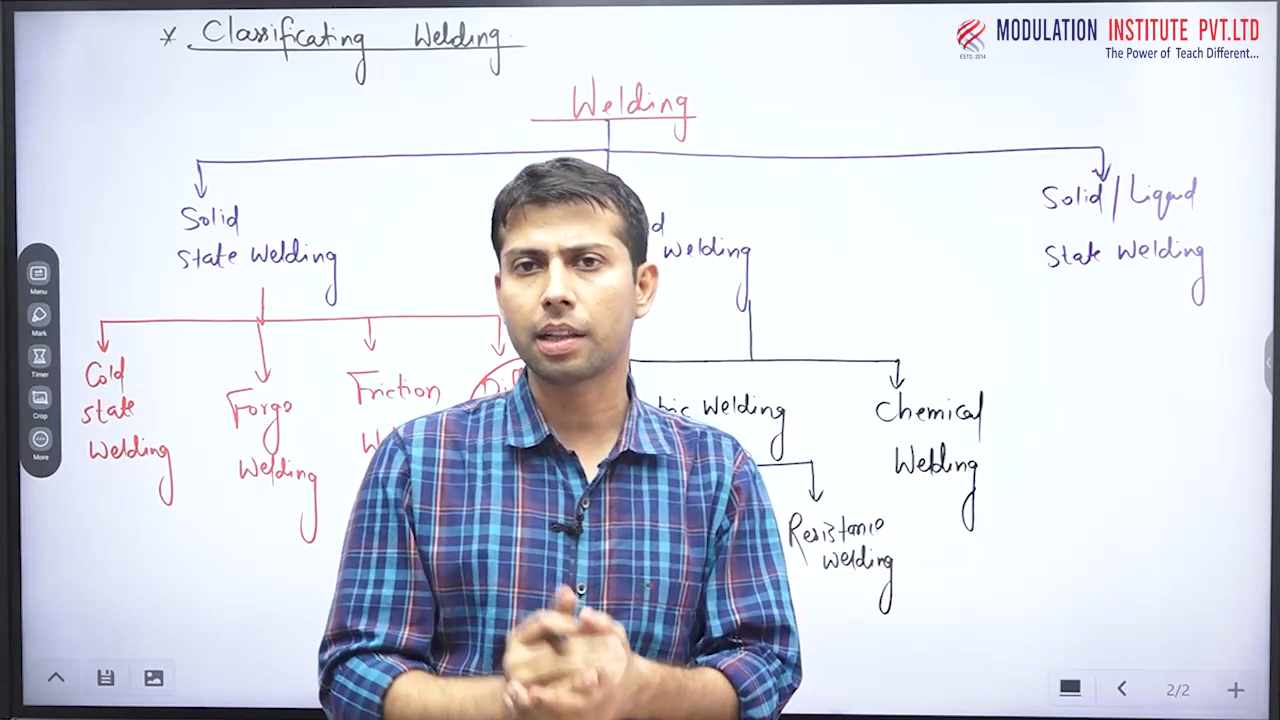 * Classificating Welding
MODULATION INSTITUTE PVT.LTD
The Power of Teach Different...
ESTD. 2014
Welding
Solid
State Welding
Welding
Solid / Liquid
State Welding
Cold
State
Welding
Forge
Welding
Friction
Welding
Chemical
Welding
Resistance
Welding
Menu
Mark
Timer
Crop
More
2/2